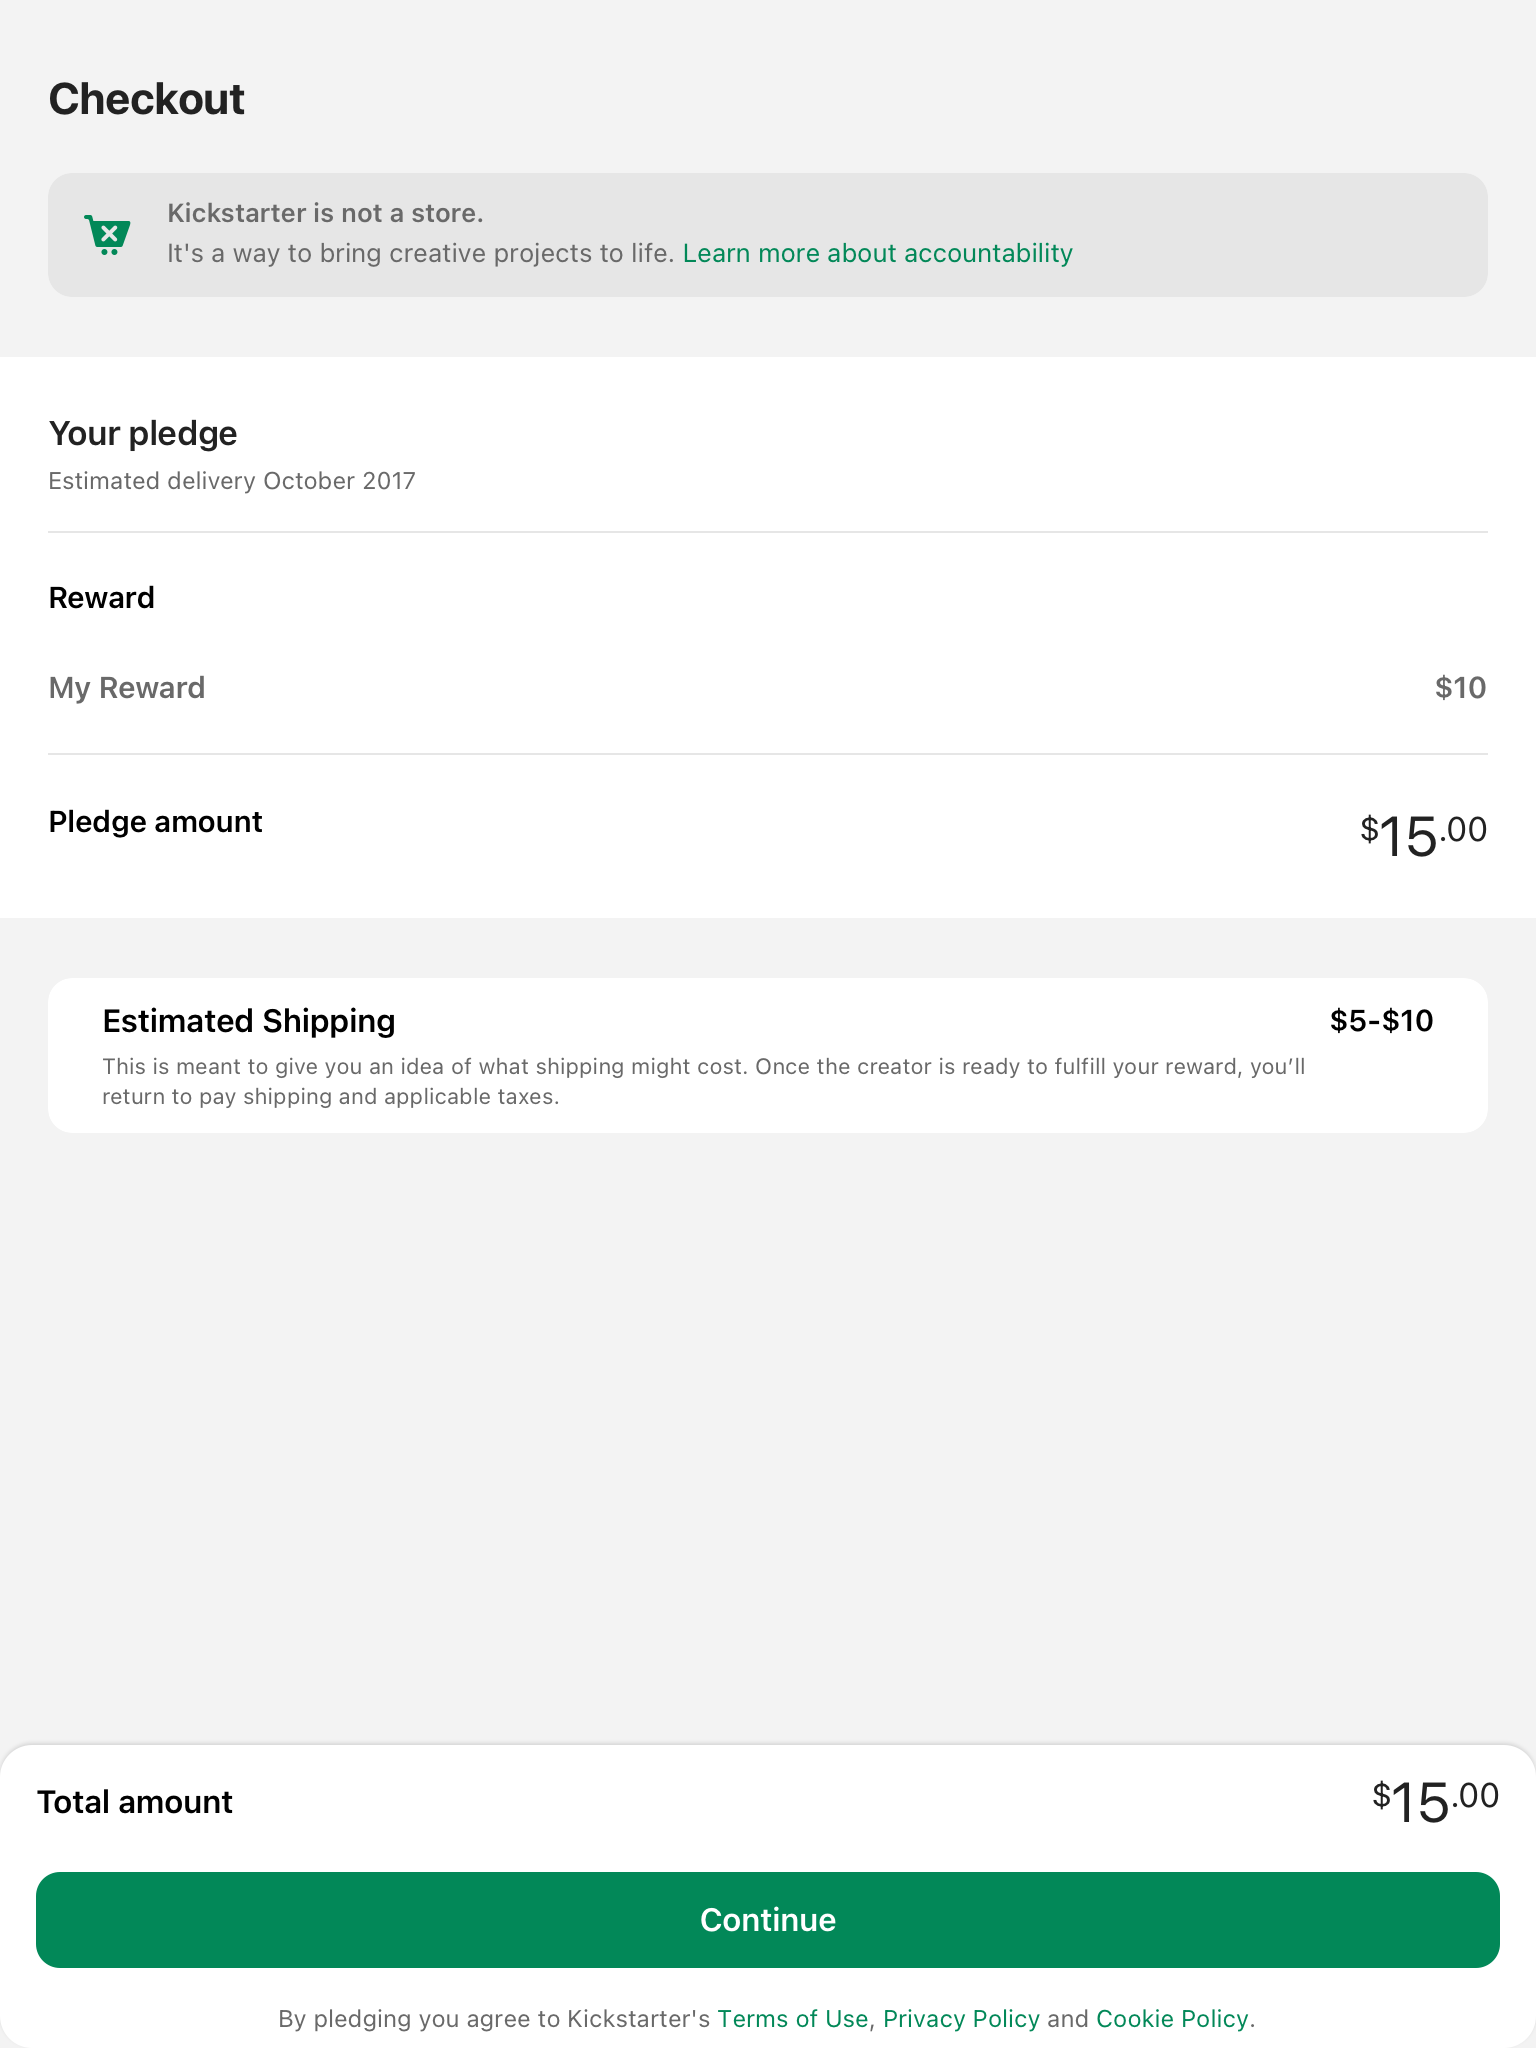 Checkout
Kickstarter is not a store.
It's a way to bring creative projects to life. Learn more about accountability
Your pledge
Estimated delivery October 2017
Reward
My Reward $10
Pledge amount $15.00
Estimated Shipping $5-$10
This is meant to give you an idea of what shipping might cost. Once the creator is ready to fulfill your reward, you’ll
return to pay shipping and applicable taxes.
Total amount $15.00
Continue
By pledging you agree to Kickstarter's Terms of Use, Privacy Policy and Cookie Policy.